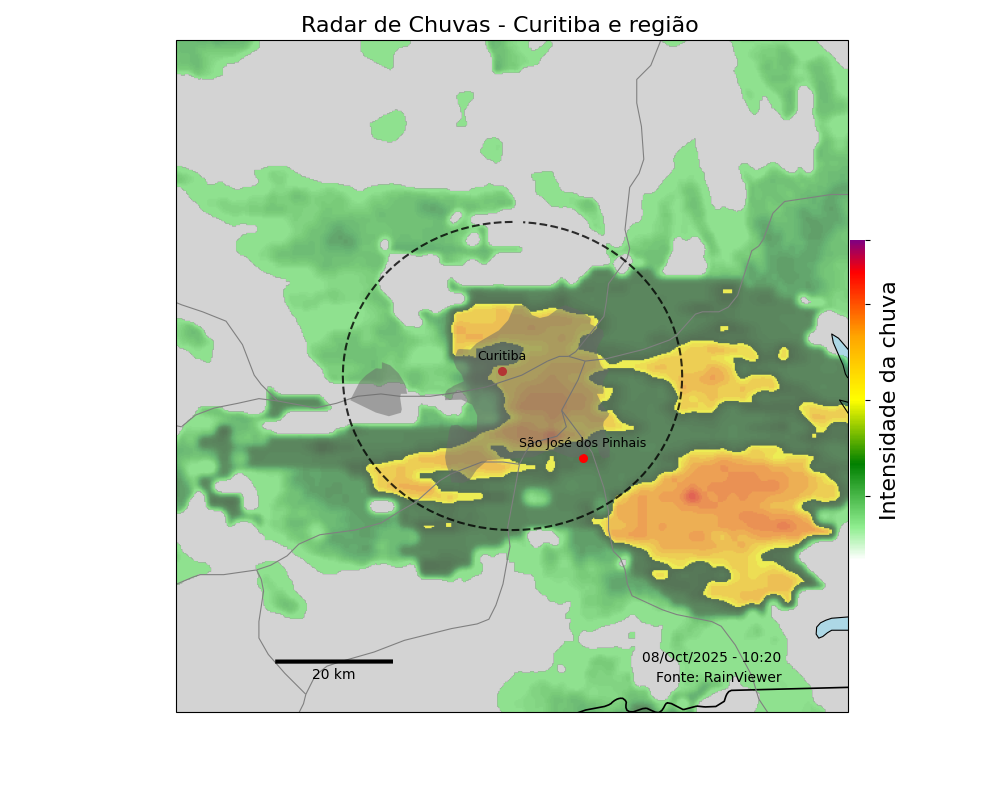 Radar de Chuvas - Curitiba e região
Curitiba
São José dos Pinhais
Intensidade da chuva
08/Oct/2025 - 10:20
Fonte: RainViewer
20 km